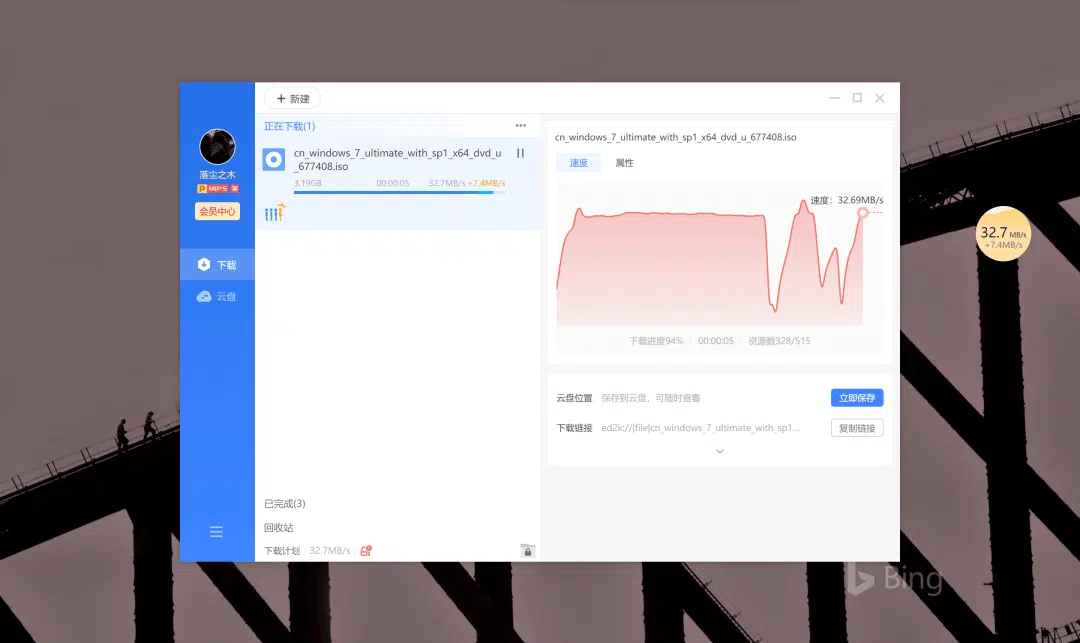 新建
落尘之木
会员中心
下载
云盘
正在下载(1)
cn_windows_7_ultimate_with_sp1_x64_dvd_u
_677408.iso
3.19GB 00:00:05 32.7MB/s +7.4MB/s
已完成(3)
回收站
下载计划 32.7MB/s
cn_windows_7_ultimate_with_sp1_x64_dvd_u_677408.iso
速度 属性
速度: 32.69MB/s
下载进度94% 00:00:05 资源数328/515
云盘位置 保存到云盘，可随时查看 立即保存
下载链接 ed2k://|file|cn_windows_7_ultimate_with_sp1... 复制链接
32.7 MB/s
+7.4MB/s
Bing